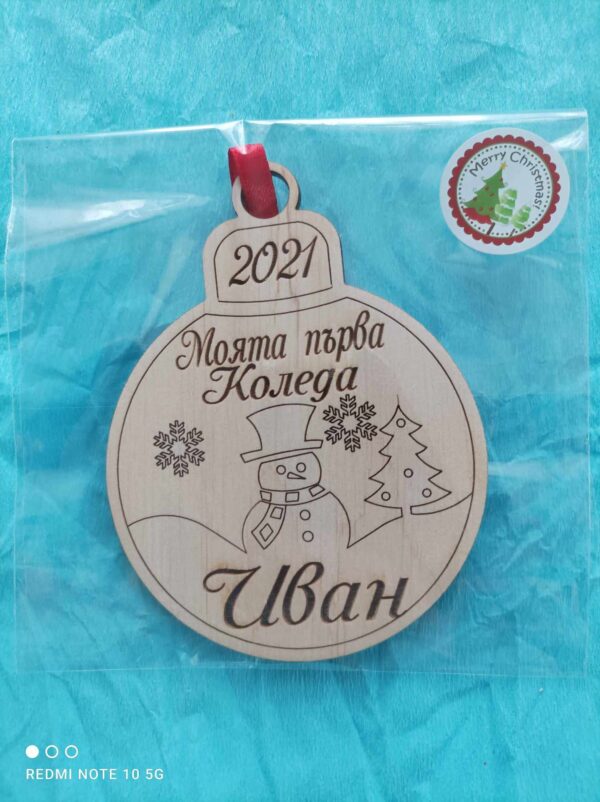 Merry Christmas!
2021
Моята първа
Коледа
Иван
REDMI NOTE 10 5G